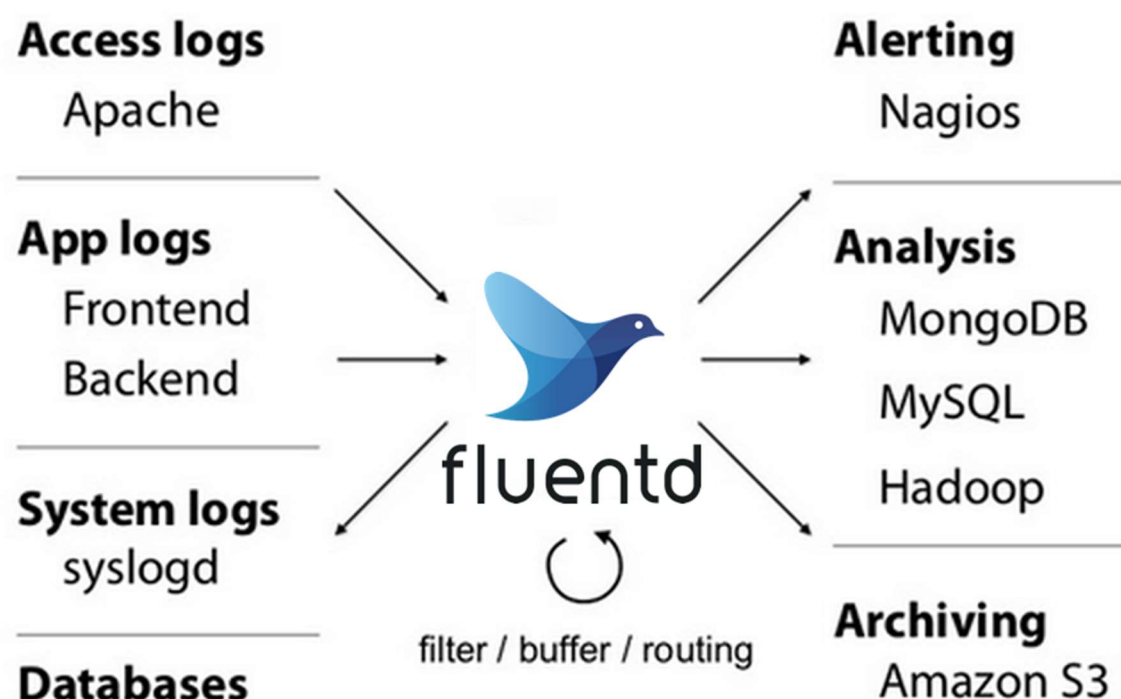 Access logs
Apache
App logs
Frontend
Backend
System logs
syslogd
Databases
fluentd
filter / buffer / routing
Alerting
Nagios
Analysis
MongoDB
MySQL
Hadoop
Archiving
Amazon S3